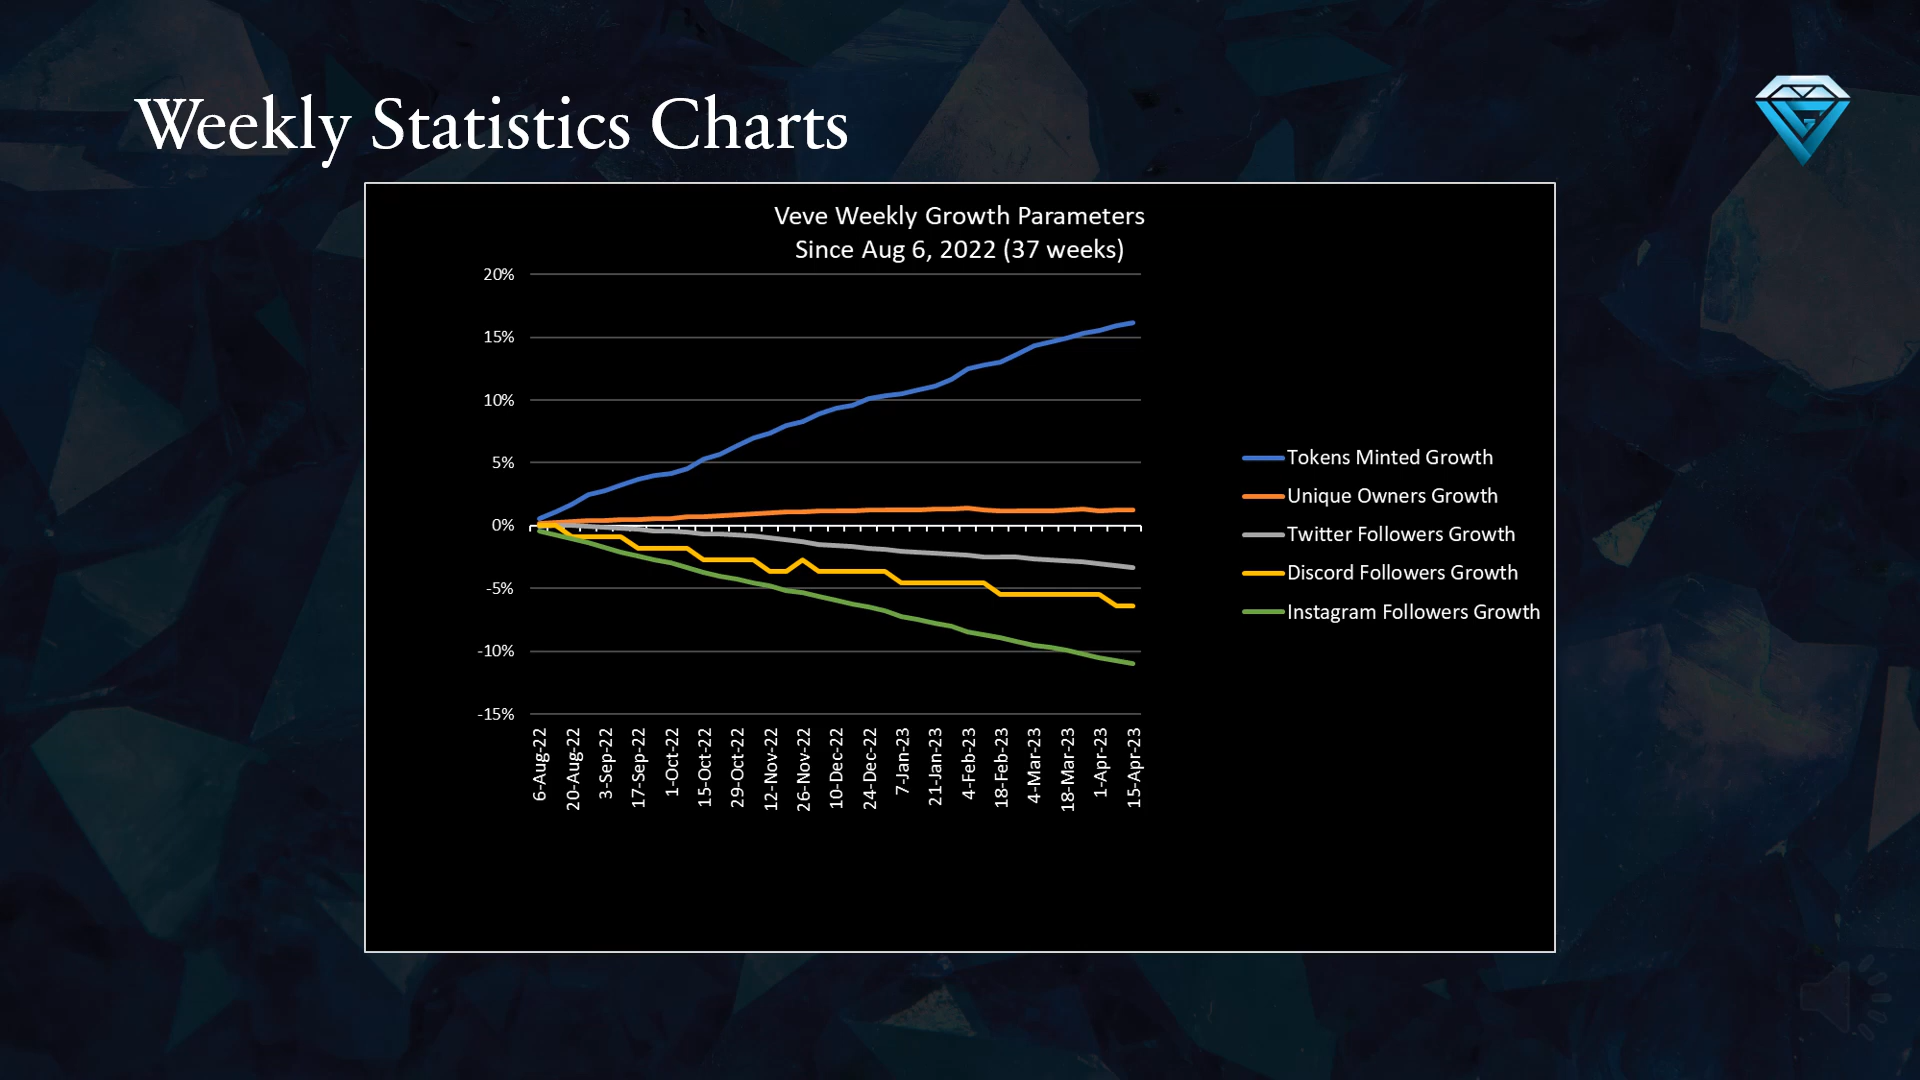 Weekly Statistics Charts
Veve Weekly Growth Parameters
Since Aug 6, 2022 (37 weeks)
20%
15%
10%
5%
0%
-5%
-10%
-15%
6-Aug-22
20-Aug-22
3-Sep-22
17-Sep-22
1-Oct-22
15-Oct-22
29-Oct-22
12-Nov-22
26-Nov-22
10-Dec-22
24-Dec-22
7-Jan-23
21-Jan-23
4-Feb-23
18-Feb-23
4-Mar-23
18-Mar-23
1-Apr-23
15-Apr-23
Tokens Minted Growth
Unique Owners Growth
Twitter Followers Growth
Discord Followers Growth
Instagram Followers Growth